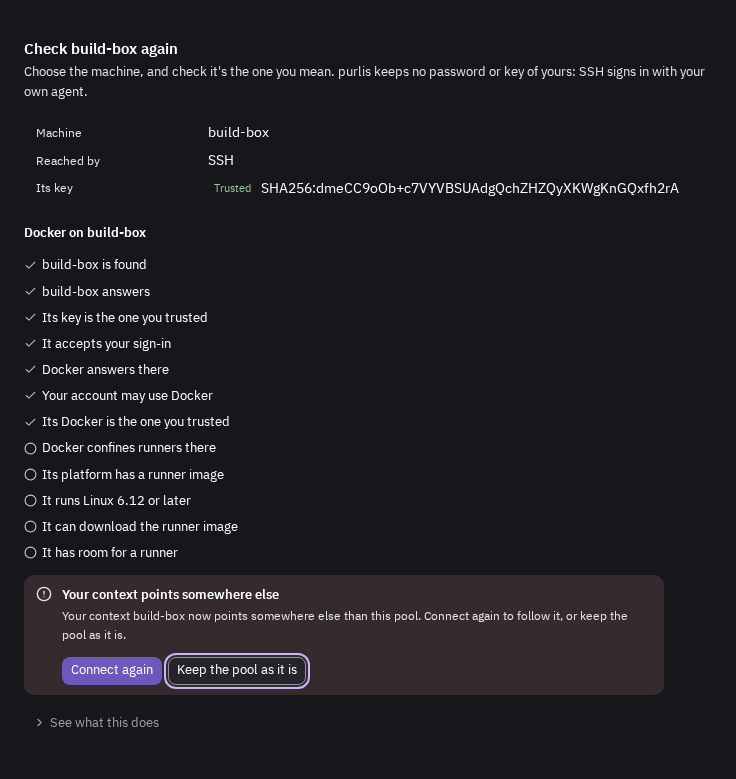 Check build-box again
Choose the machine, and check it's the one you mean. purlis keeps no password or key of yours: SSH signs in with your
own agent.
Machine build-box
Reached by SSH
Its key Trusted SHA256:dmeCC9oOb+c7VYVBSUAdgQchZHZQyXKWgKnGQxfh2rA
Docker on build-box
build-box is found
build-box answers
Its key is the one you trusted
It accepts your sign-in
Docker answers there
Your account may use Docker
Its Docker is the one you trusted
Docker confines runners there
Its platform has a runner image
It runs Linux 6.12 or later
It can download the runner image
It has room for a runner
Your context points somewhere else
Your context build-box now points somewhere else than this pool. Connect again to follow it, or keep the
pool as it is.
Connect again Keep the pool as it is
See what this does